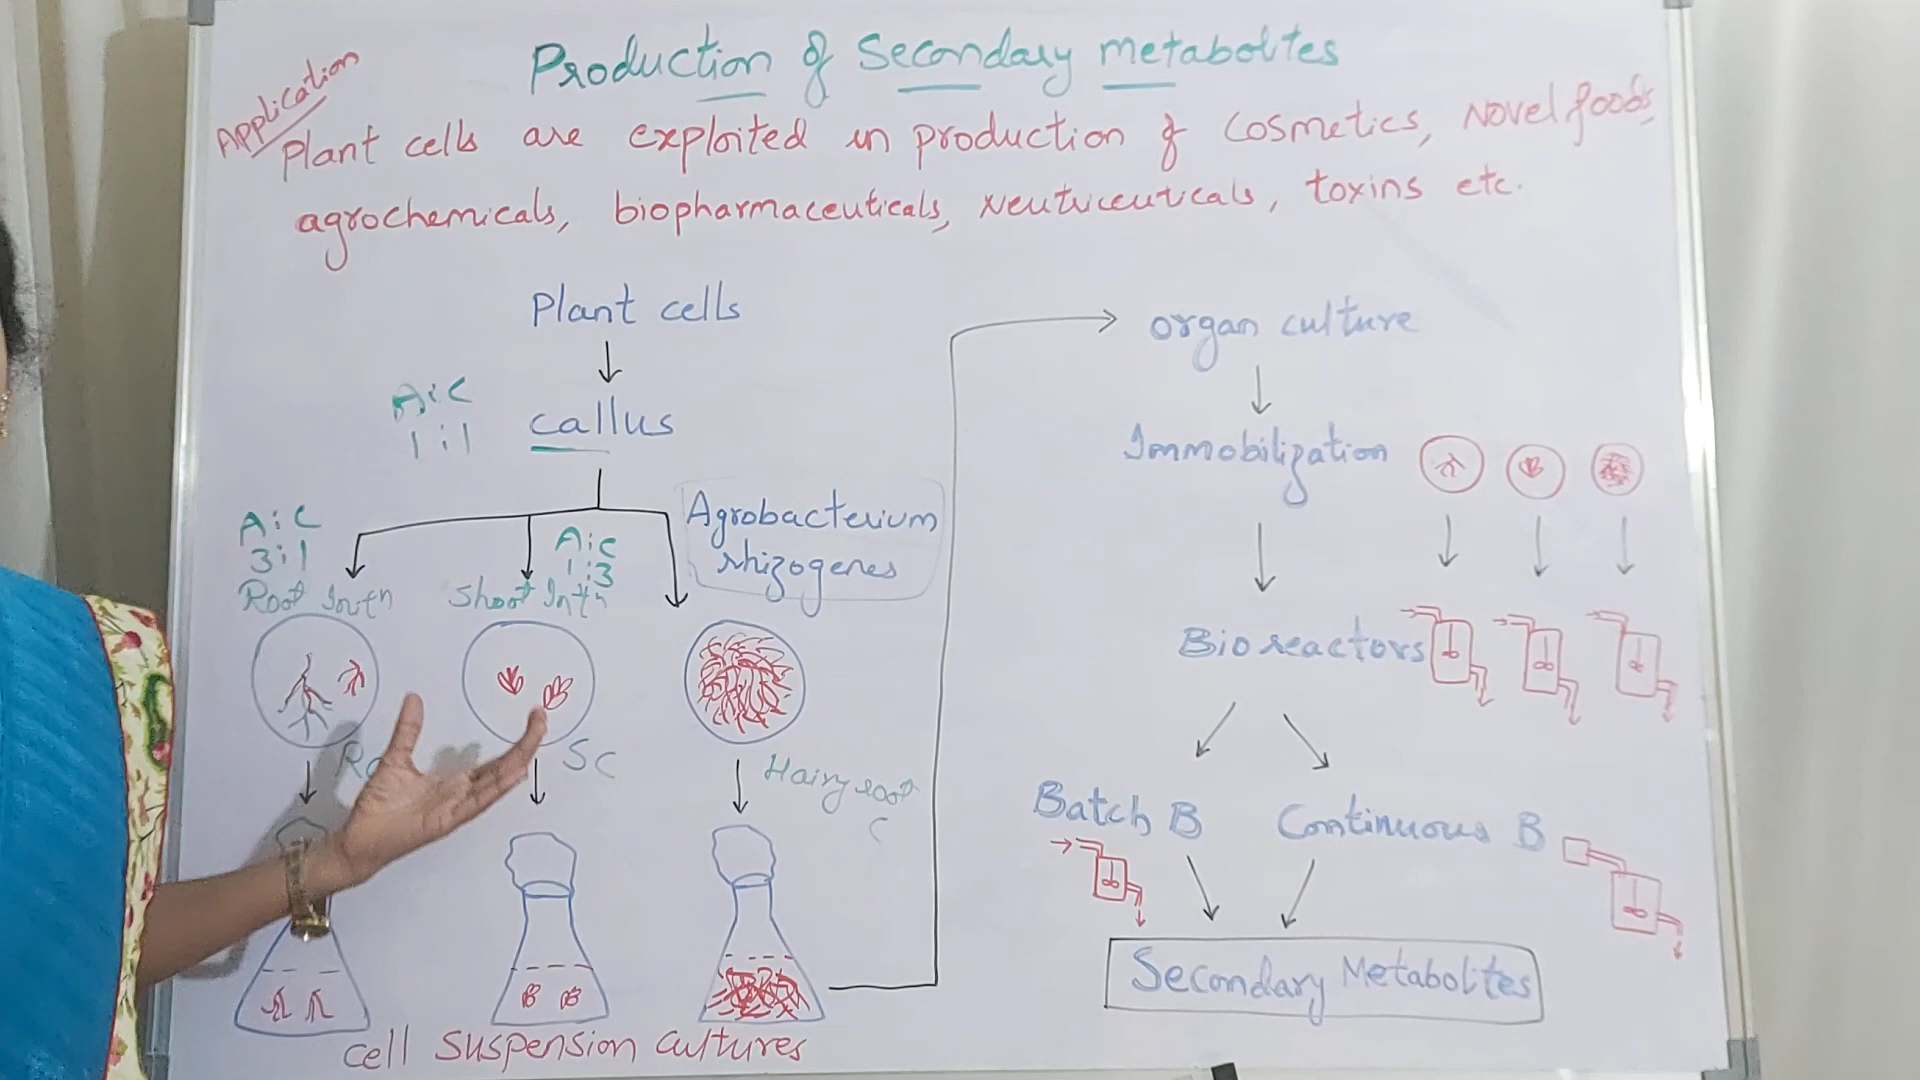 Production of Secondary metabolites
Application
Plant cells are exploited in production of Cosmetics, Novel foods,
agrochemicals, biopharmaceuticals, Neutriceuticals, toxins etc.
Plant cells
A:C
1:1
callus
A:C
3:1
Root Intn
A:C
1:3
Shoot Intn
Agrobacterium
rhizogenes
SC
Hairy root
C
cell suspension cultures
organ culture
Immobilization
Bioreactors
Batch B
Continuous B
Secondary Metabolites